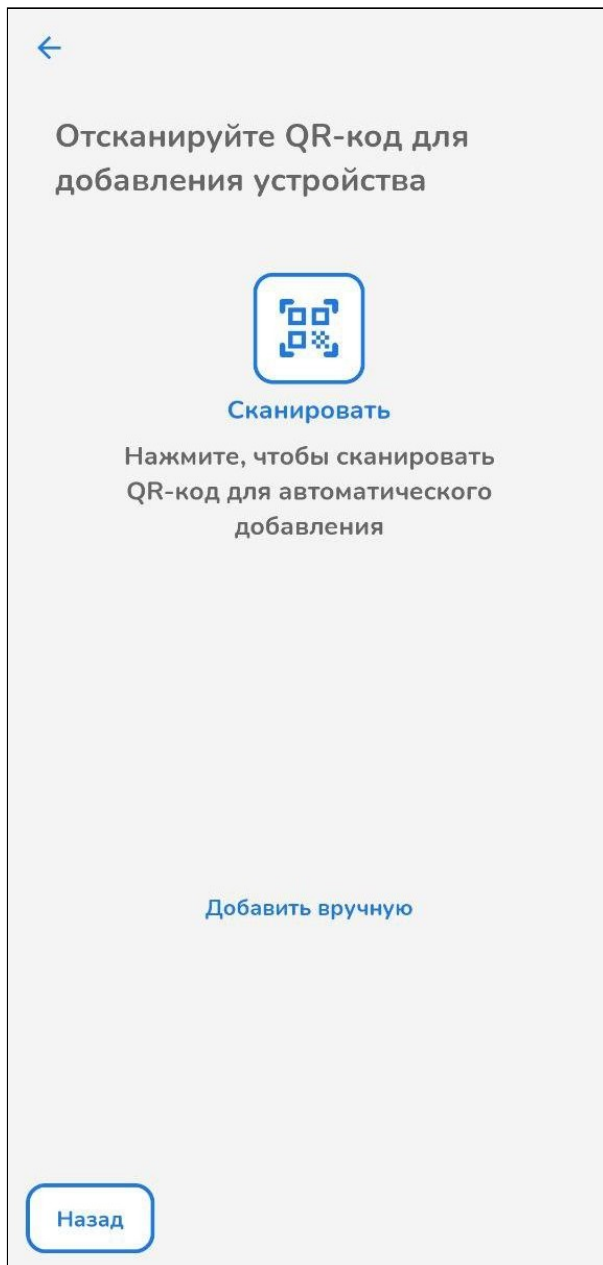 Отсканируйте QR-код для
добавления устройства
Сканировать
Нажмите, чтобы сканировать
QR-код для автоматического
добавления
Добавить вручную
Назад